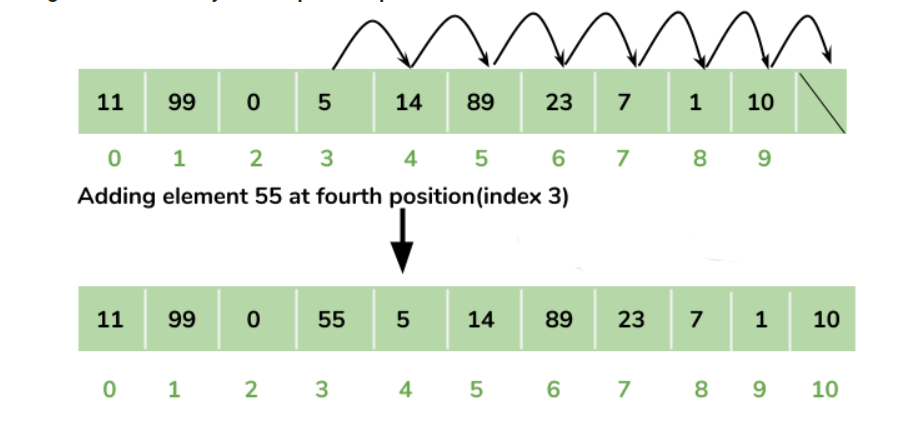 11 99 0 5 14 89 23 7 1 10
0 1 2 3 4 5 6 7 8 9
Adding element 55 at fourth position(index 3)
11 99 0 55 5 14 89 23 7 1 10
0 1 2 3 4 5 6 7 8 9 10